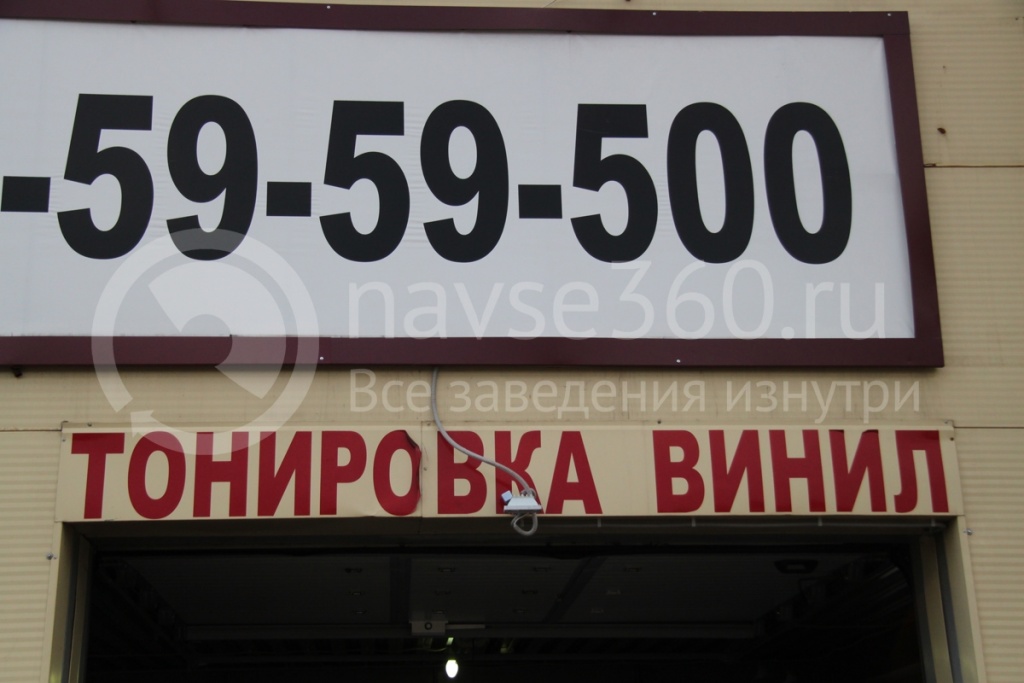 -59-59-500
navse360.ru
Все заведения изнутри
ТОНИРОВКА ВИНИЛ